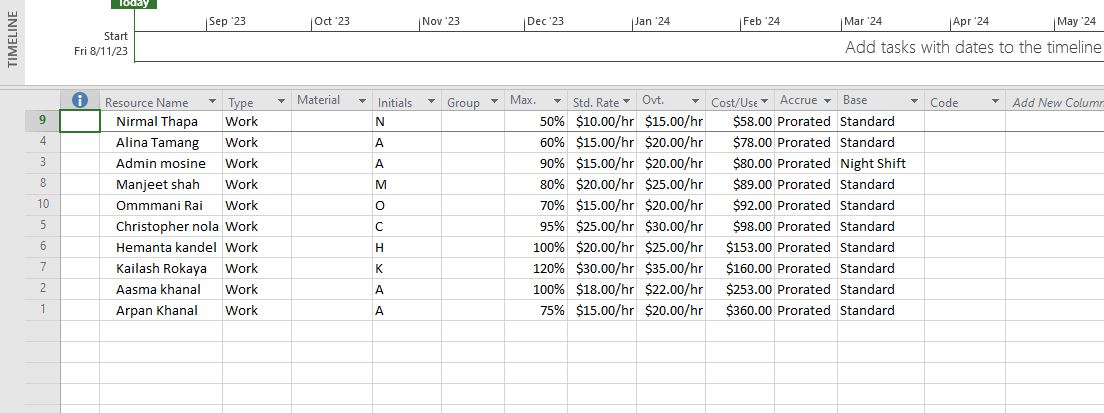 Today
Sep '23 Oct '23 Nov '23 Dec '23 Jan '24 Feb '24 Mar '24 Apr '24 May '24
TIMELINE
Start
Fri 8/11/23
Add tasks with dates to the timeline
Resource Name Type Material Initials Group Max. Std. Rate Ovt. Cost/Use Accrue Base Code Add New Column
9 Nirmal Thapa Work N 50% $10.00/hr $15.00/hr $58.00 Prorated Standard
4 Alina Tamang Work A 60% $15.00/hr $20.00/hr $78.00 Prorated Standard
3 Admin mosine Work A 90% $15.00/hr $20.00/hr $80.00 Prorated Night Shift
8 Manjeet shah Work M 80% $20.00/hr $25.00/hr $89.00 Prorated Standard
10 Ommmani Rai Work O 70% $15.00/hr $20.00/hr $92.00 Prorated Standard
5 Christopher nola Work C 95% $25.00/hr $30.00/hr $98.00 Prorated Standard
6 Hemanta kandel Work H 100% $20.00/hr $25.00/hr $153.00 Prorated Standard
7 Kailash Rokaya Work K 120% $30.00/hr $35.00/hr $160.00 Prorated Standard
2 Aasma khanal Work A 100% $18.00/hr $22.00/hr $253.00 Prorated Standard
1 Arpan Khanal Work A 75% $15.00/hr $20.00/hr $360.00 Prorated Standard